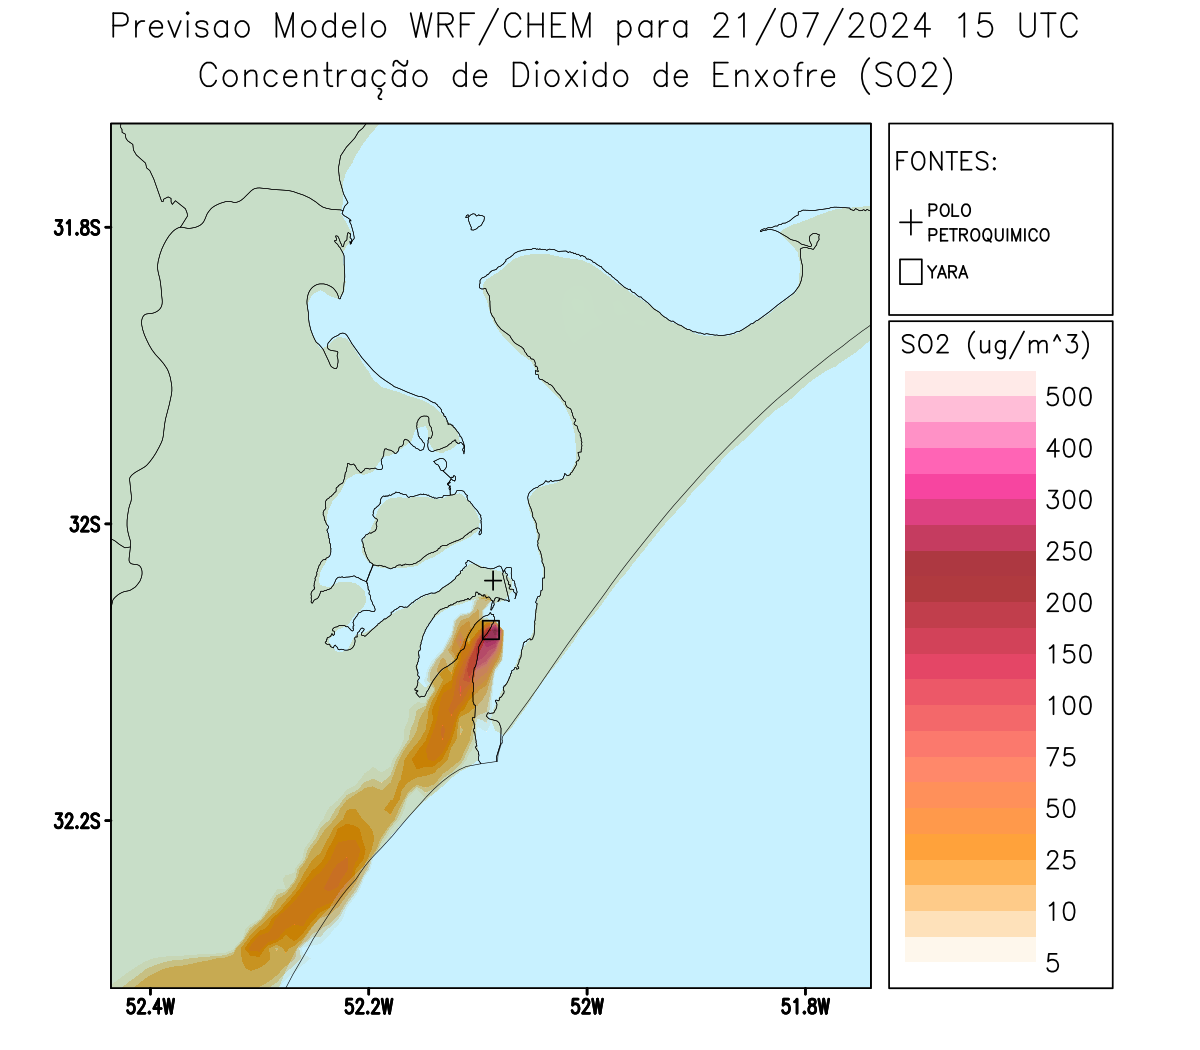 Previsao Modelo WRF/CHEM para 21/07/2024 15 UTC
Concentração de Dioxido de Enxofre (SO2)
FONTES:
POLO
PETROQUIMICO
YARA
SO2 (ug/m^3)
500
400
300
250
200
150
100
75
50
25
10
5
31.8S
32S
32.2S
52.4W
52.2W
52W
51.8W